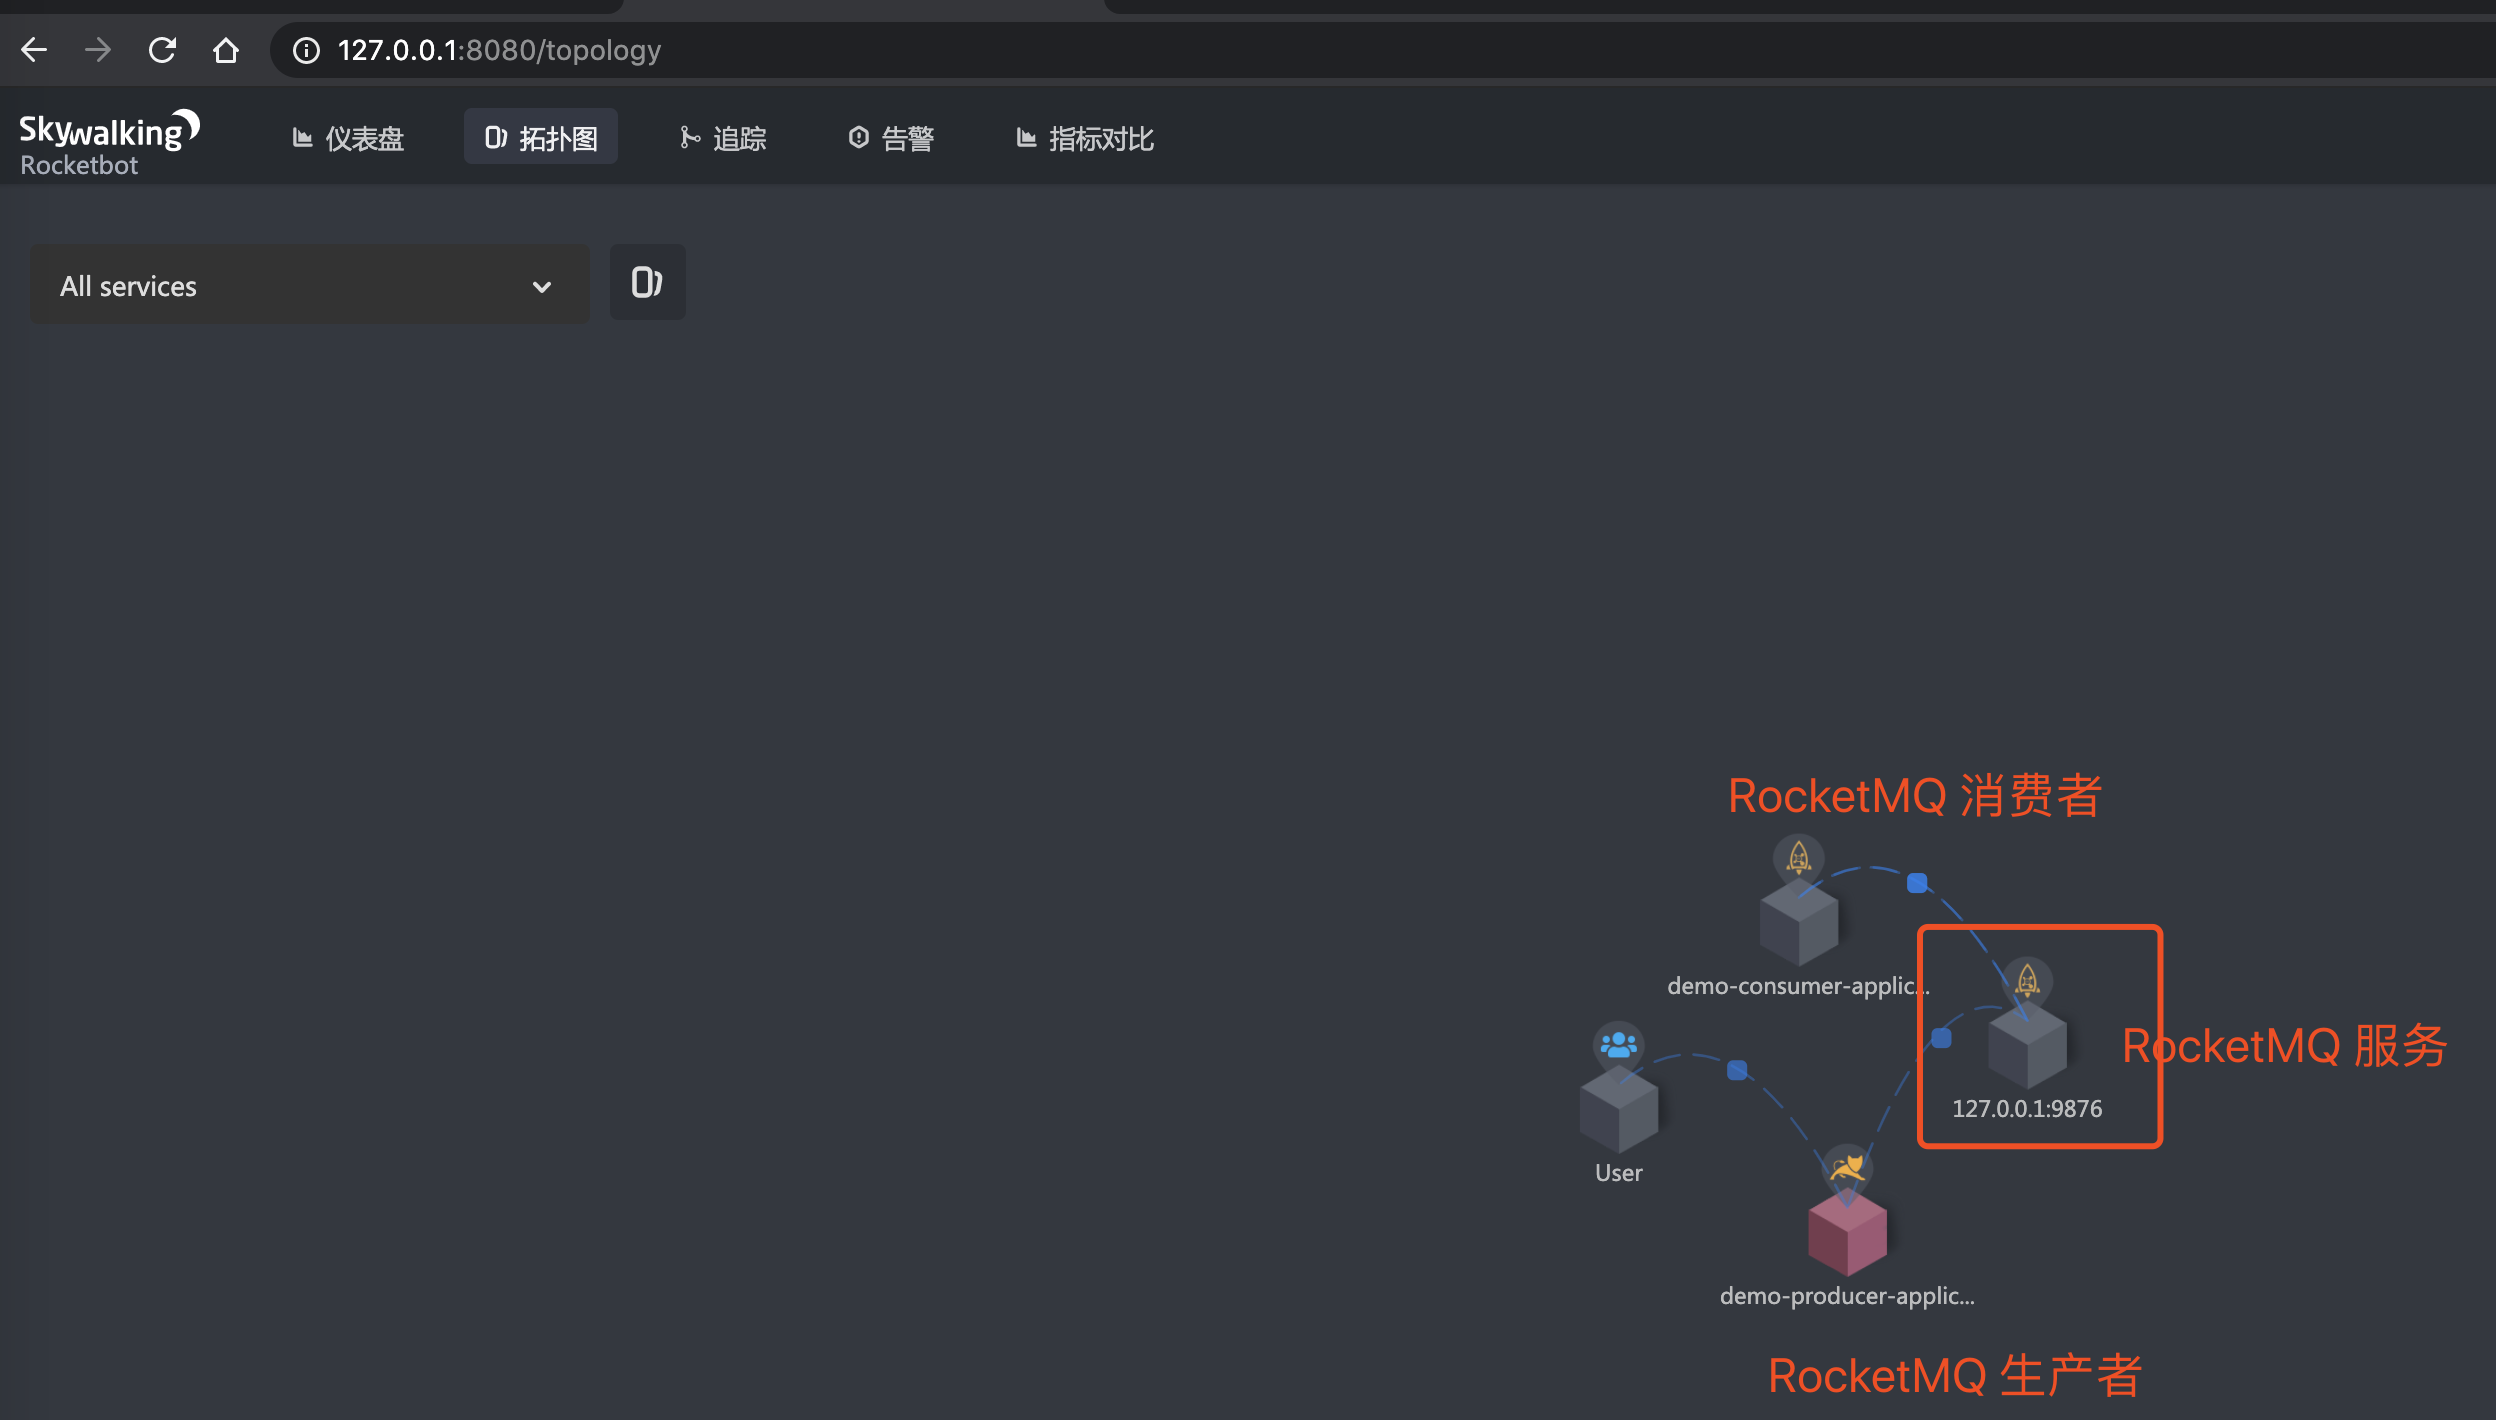 127.0.0.1:8080/topology
Skywalking
Rocketbot
仪表盘
拓扑图
追踪
告警
指标对比
All services
RocketMQ 消费者
demo-consumer-applic...
RocketMQ 服务
127.0.0.1:9876
User
demo-producer-applic...
RocketMQ 生产者